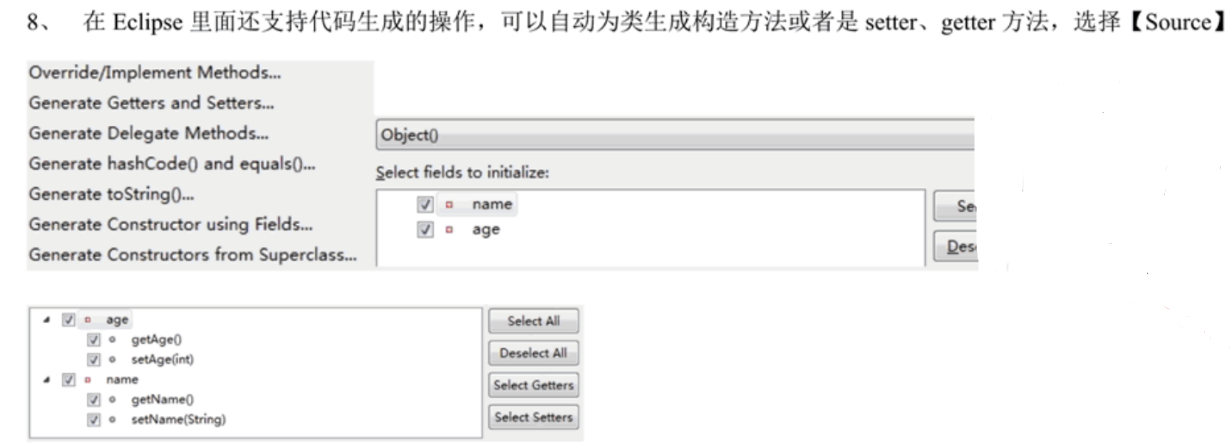 8、 在 Eclipse 里面还支持代码生成的操作，可以自动为类生成构造方法或者是 setter、getter 方法，选择【Source】
Override/Implement Methods...
Generate Getters and Setters...
Generate Delegate Methods...
Generate hashCode() and equals()...
Generate toString()...
Generate Constructor using Fields...
Generate Constructors from Superclass...
Object()
Select fields to initialize:
name
age
Se
Des
age
getAge()
setAge(int)
name
getName()
setName(String)
Select All
Deselect All
Select Getters
Select Setters